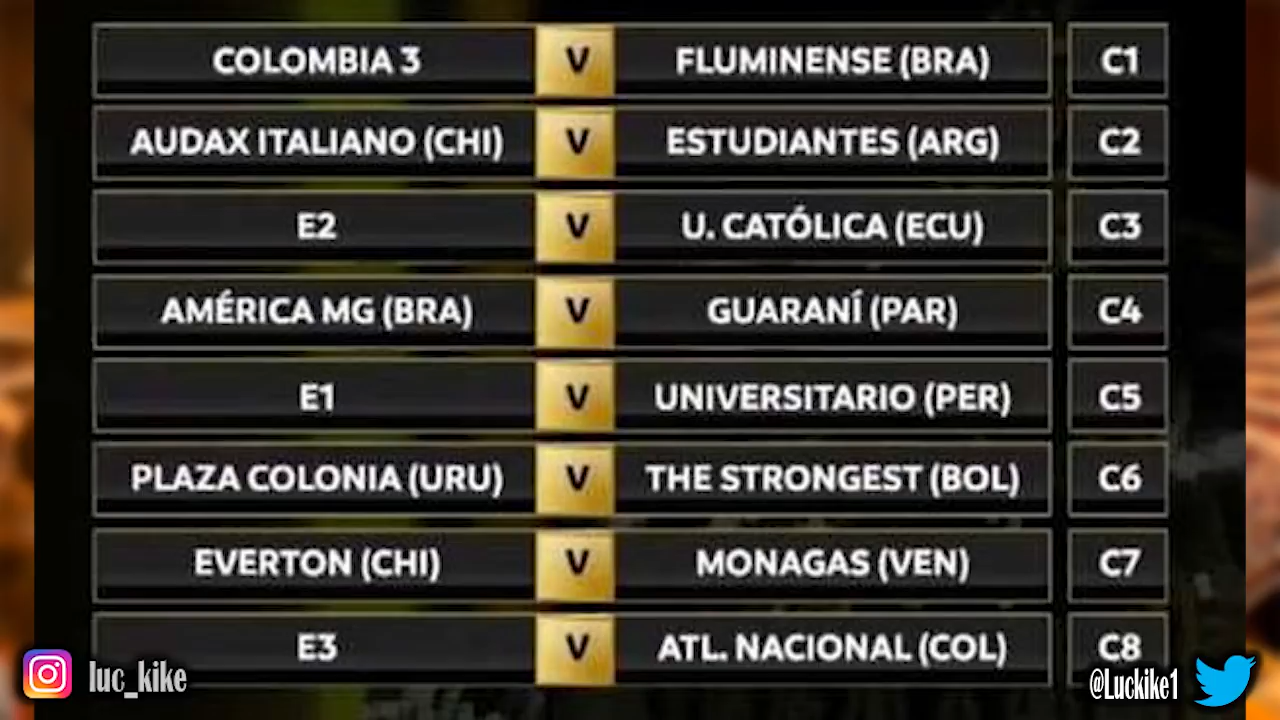 COLOMBIA 3 V FLUMINENSE (BRA) C1
AUDAX ITALIANO (CHI) V ESTUDIANTES (ARG) C2
E2 V U. CATÓLICA (ECU) C3
AMÉRICA MG (BRA) V GUARANÍ (PAR) C4
E1 V UNIVERSITARIO (PER) C5
PLAZA COLONIA (URU) V THE STRONGEST (BOL) C6
EVERTON (CHI) V MONAGAS (VEN) C7
E3 V ATL. NACIONAL (COL) C8
luc_kike @Luckike1